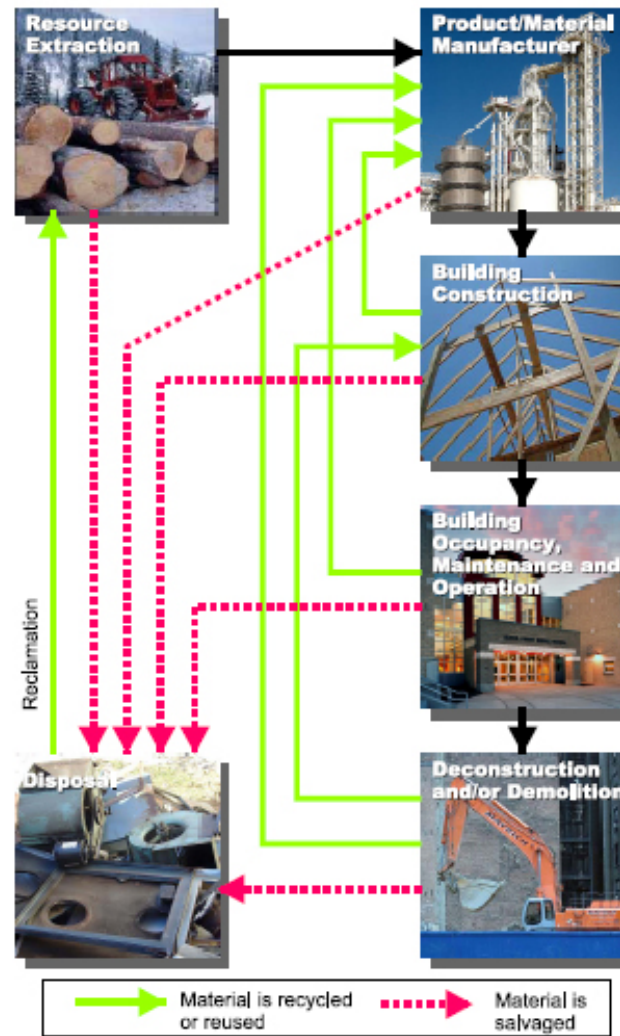 Resource
Extraction
Product/Material
Manufacturer
Building
Construction
Building
Occupancy,
Maintenance and
Operation
Reclamation
Disposal
Deconstruction
and/or Demolition
Material is recycled
or reused
Material is
salvaged